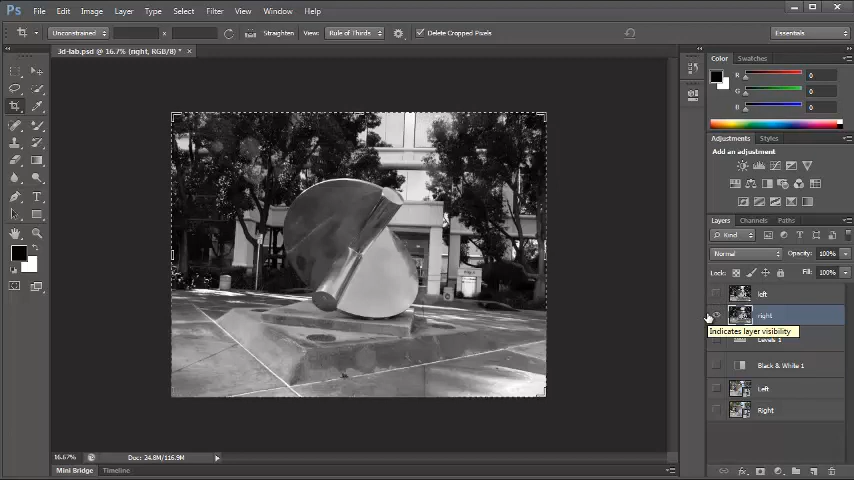 Ps File Edit Image Layer Type Select Filter View Window Help
Unconstrained x Straighten View: Rule of Thirds Delete Cropped Pixels Essentials
3d-lab.psd @ 16.7% (right, RGB/8) * ×
Color Swatches
R 0
G 0
B 0
Adjustments Styles
Add an adjustment
Layers Channels Paths
Kind
Normal Opacity: 100%
Lock: Fill: 100%
left
right
Indicates layer visibility
Levels 1
Black & White 1
Left
Right
16.67% Doc: 24.8M/116.9M
Mini Bridge Timeline